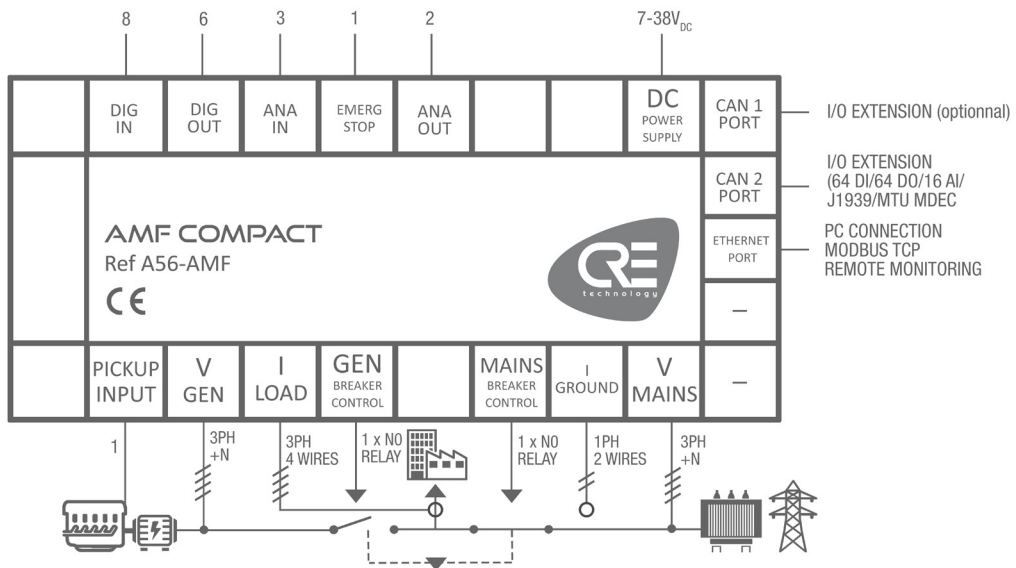 8
6
3
1
2
7-38VDC
DIG
IN
DIG
OUT
ANA
IN
EMERG
STOP
ANA
OUT
DC
POWER
SUPPLY
CAN 1
PORT
I/O EXTENSION (optionnal)
CAN 2
PORT
I/O EXTENSION
(64 DI/64 DO/16 AI/
J1939/MTU MDEC
AMF COMPACT
Ref A56-AMF
CE
CRE
technology
ETHERNET
PORT
PC CONNECTION
MODBUS TCP
REMOTE MONITORING
–
–
PICKUP
INPUT
V
GEN
I
LOAD
GEN
BREAKER
CONTROL
MAINS
BREAKER
CONTROL
I
GROUND
V
MAINS
1
3PH
+N
3PH
4 WIRES
1 x NO
RELAY
1 x NO
RELAY
1PH
2 WIRES
3PH
+N